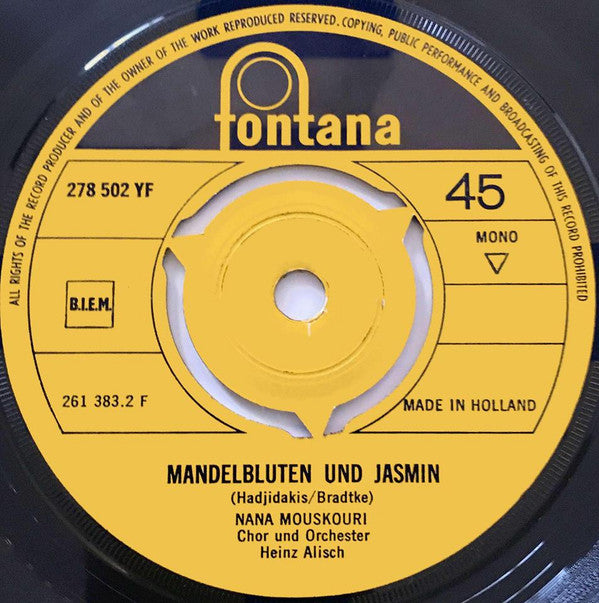 ALL RIGHTS OF THE RECORD PRODUCER AND OF THE OWNER OF THE WORK REPRODUCED RESERVED. COPYING, PUBLIC PERFORMANCE AND BROADCASTING OF THIS RECORD PROHIBITED
fontana
278 502 YF
45
MONO
B.I.E.M.
261 383.2 F
MADE IN HOLLAND
MANDELBLUTEN UND JASMIN
(Hadjidakis/Bradtke)
NANA MOUSKOURI
Chor und Orchester
Heinz Alisch